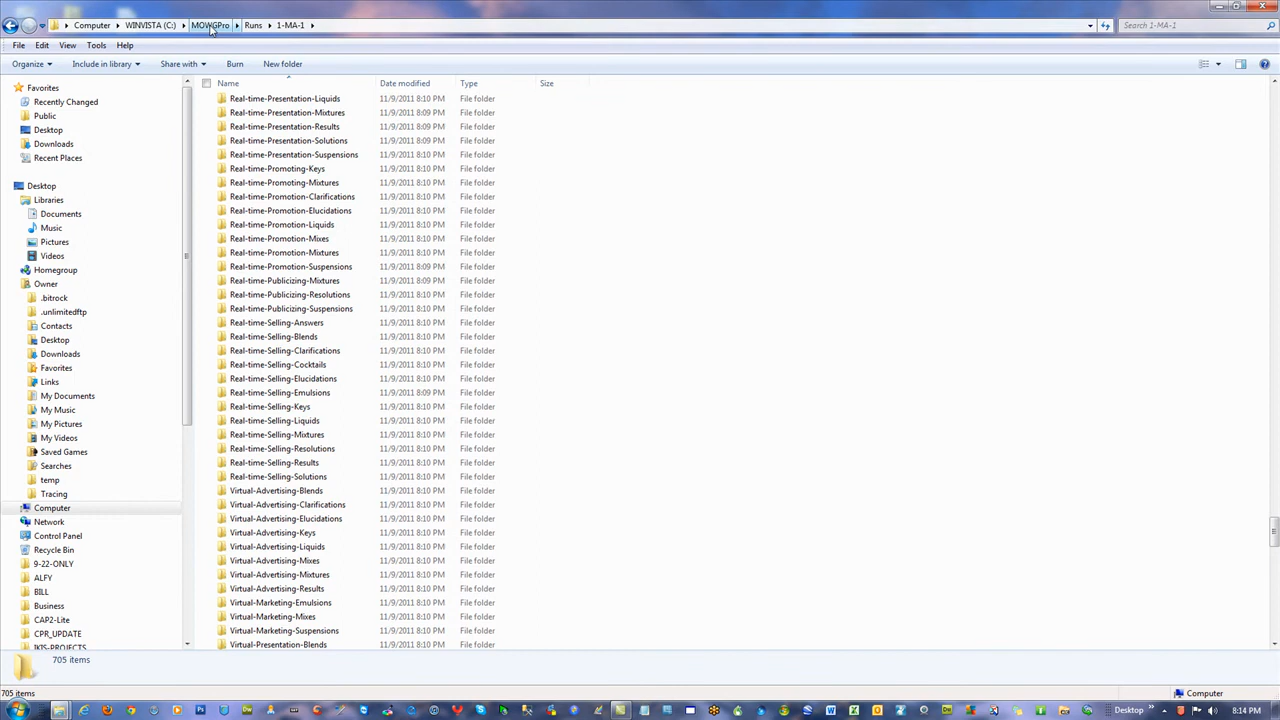 Computer WINVISTA (C:) MOWGPro Runs 1-MA-1 Search 1-MA-1
File Edit View Tools Help
Organize Include in library Share with Burn New folder
Name Date modified Type Size
Favorites
Recently Changed
Public
Desktop
Downloads
Recent Places
Desktop
Libraries
Documents
Music
Pictures
Videos
Homegroup
Owner
.bitrock
.unlimitedftp
Contacts
Desktop
Downloads
Favorites
Links
My Documents
My Music
My Pictures
My Videos
Saved Games
Searches
temp
Tracing
Computer
Network
Control Panel
Recycle Bin
9-22-ONLY
ALFY
BILL
Business
CAP2-Lite
CPR_UPDATE
IKIS-PROJECTS
Real-time-Presentation-Liquids 11/9/2011 8:10 PM File folder
Real-time-Presentation-Mixtures 11/9/2011 8:09 PM File folder
Real-time-Presentation-Results 11/9/2011 8:09 PM File folder
Real-time-Presentation-Solutions 11/9/2011 8:09 PM File folder
Real-time-Presentation-Suspensions 11/9/2011 8:10 PM File folder
Real-time-Promoting-Keys 11/9/2011 8:10 PM File folder
Real-time-Promoting-Mixtures 11/9/2011 8:10 PM File folder
Real-time-Promotion-Clarifications 11/9/2011 8:10 PM File folder
Real-time-Promotion-Elucidations 11/9/2011 8:10 PM File folder
Real-time-Promotion-Liquids 11/9/2011 8:10 PM File folder
Real-time-Promotion-Mixes 11/9/2011 8:10 PM File folder
Real-time-Promotion-Mixtures 11/9/2011 8:10 PM File folder
Real-time-Promotion-Suspensions 11/9/2011 8:09 PM File folder
Real-time-Publicizing-Mixtures 11/9/2011 8:09 PM File folder
Real-time-Publicizing-Resolutions 11/9/2011 8:10 PM File folder
Real-time-Publicizing-Suspensions 11/9/2011 8:10 PM File folder
Real-time-Selling-Answers 11/9/2011 8:10 PM File folder
Real-time-Selling-Blends 11/9/2011 8:10 PM File folder
Real-time-Selling-Clarifications 11/9/2011 8:10 PM File folder
Real-time-Selling-Cocktails 11/9/2011 8:10 PM File folder
Real-time-Selling-Elucidations 11/9/2011 8:10 PM File folder
Real-time-Selling-Emulsions 11/9/2011 8:09 PM File folder
Real-time-Selling-Keys 11/9/2011 8:10 PM File folder
Real-time-Selling-Liquids 11/9/2011 8:10 PM File folder
Real-time-Selling-Mixtures 11/9/2011 8:10 PM File folder
Real-time-Selling-Resolutions 11/9/2011 8:10 PM File folder
Real-time-Selling-Results 11/9/2011 8:10 PM File folder
Real-time-Selling-Solutions 11/9/2011 8:10 PM File folder
Virtual-Advertising-Blends 11/9/2011 8:10 PM File folder
Virtual-Advertising-Clarifications 11/9/2011 8:10 PM File folder
Virtual-Advertising-Elucidations 11/9/2011 8:10 PM File folder
Virtual-Advertising-Keys 11/9/2011 8:10 PM File folder
Virtual-Advertising-Liquids 11/9/2011 8:10 PM File folder
Virtual-Advertising-Mixes 11/9/2011 8:10 PM File folder
Virtual-Advertising-Mixtures 11/9/2011 8:10 PM File folder
Virtual-Advertising-Results 11/9/2011 8:10 PM File folder
Virtual-Marketing-Emulsions 11/9/2011 8:10 PM File folder
Virtual-Marketing-Mixes 11/9/2011 8:10 PM File folder
Virtual-Marketing-Suspensions 11/9/2011 8:10 PM File folder
Virtual-Presentation-Blends 11/9/2011 8:10 PM File folder
705 items
705 items Computer
Desktop 8:14 PM